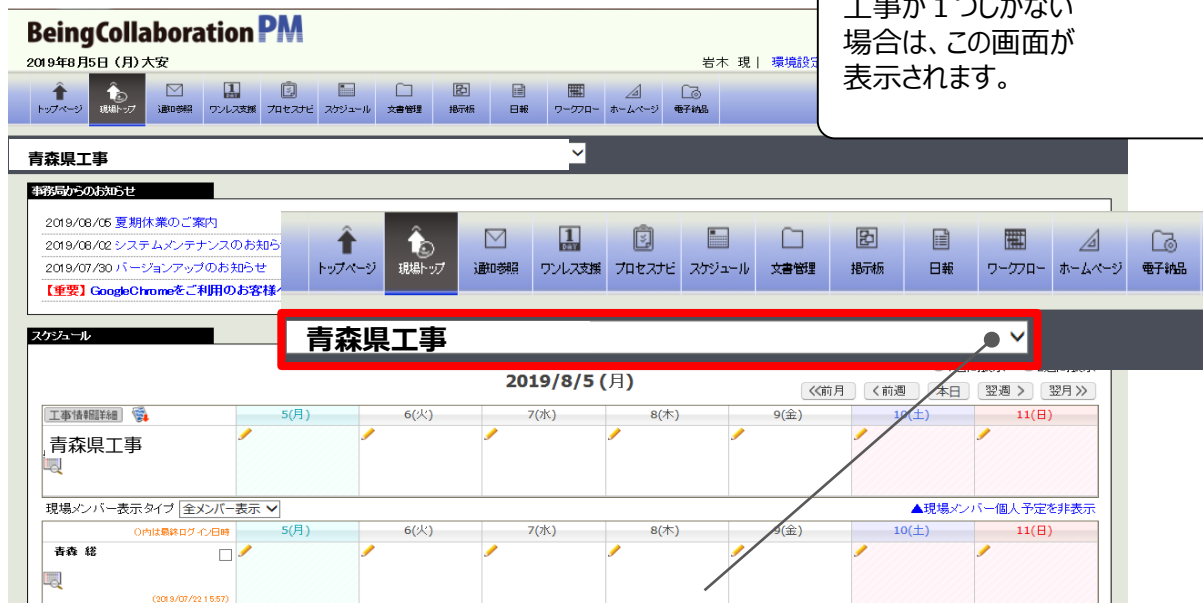 工事が１つしかない
場合は、この画面が
表示されます。
BeingCollaboration PM
2019年8月5日（月）大安
岩木 現｜ 環境設定
トップページ 現場トップ 通知参照 ワンレス支援 プロセスナビ スケジュール 文書管理 掲示板 日報 ワークフロー ホームページ 電子納品
青森県工事
事務局からのお知らせ
2019/08/05 夏期休業のご案内
2019/08/02 システムメンテナンスのお知ら
2019/07/30 バージョンアップのお知らせ
【重要】GoogleChromeをご利用のお客様へ
トップページ 現場トップ 通知参照 1 DAY ワンレス支援 プロセスナビ スケジュール 文書管理 掲示板 日報 ワークフロー ホームページ 電子納品
青森県工事
スケジュール
2019/8/5 (月)
≪前月 <前週 本日 翌週 > 翌月≫
工事情報詳細 5(月) 6(火) 7(水) 8(木) 9(金) 10(土) 11(日)
青森県工事
現場メンバー表示タイプ 全メンバー表示 ▲現場メンバー個人予定を非表示
()内は最終ログイン日時 5(月) 6(火) 7(水) 8(木) 9(金) 10(土) 11(日)
青森 総
(2019/07/22 15:57)